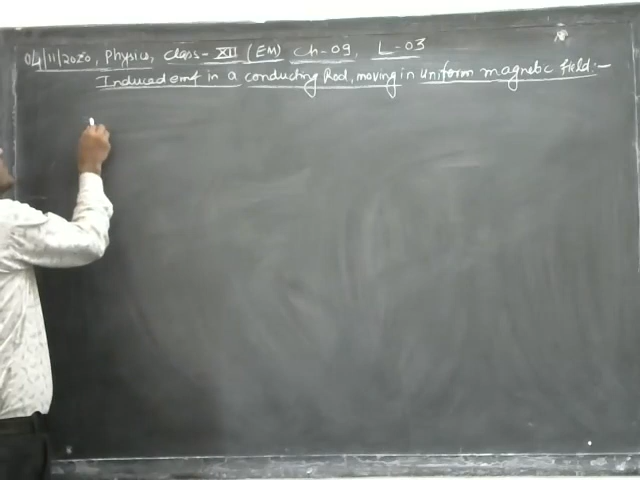 04/11/2020, Physics, Class- XII (EM) Ch-09, L-03
Induced emf in a conducting Rod, moving in uniform magnetic field:-